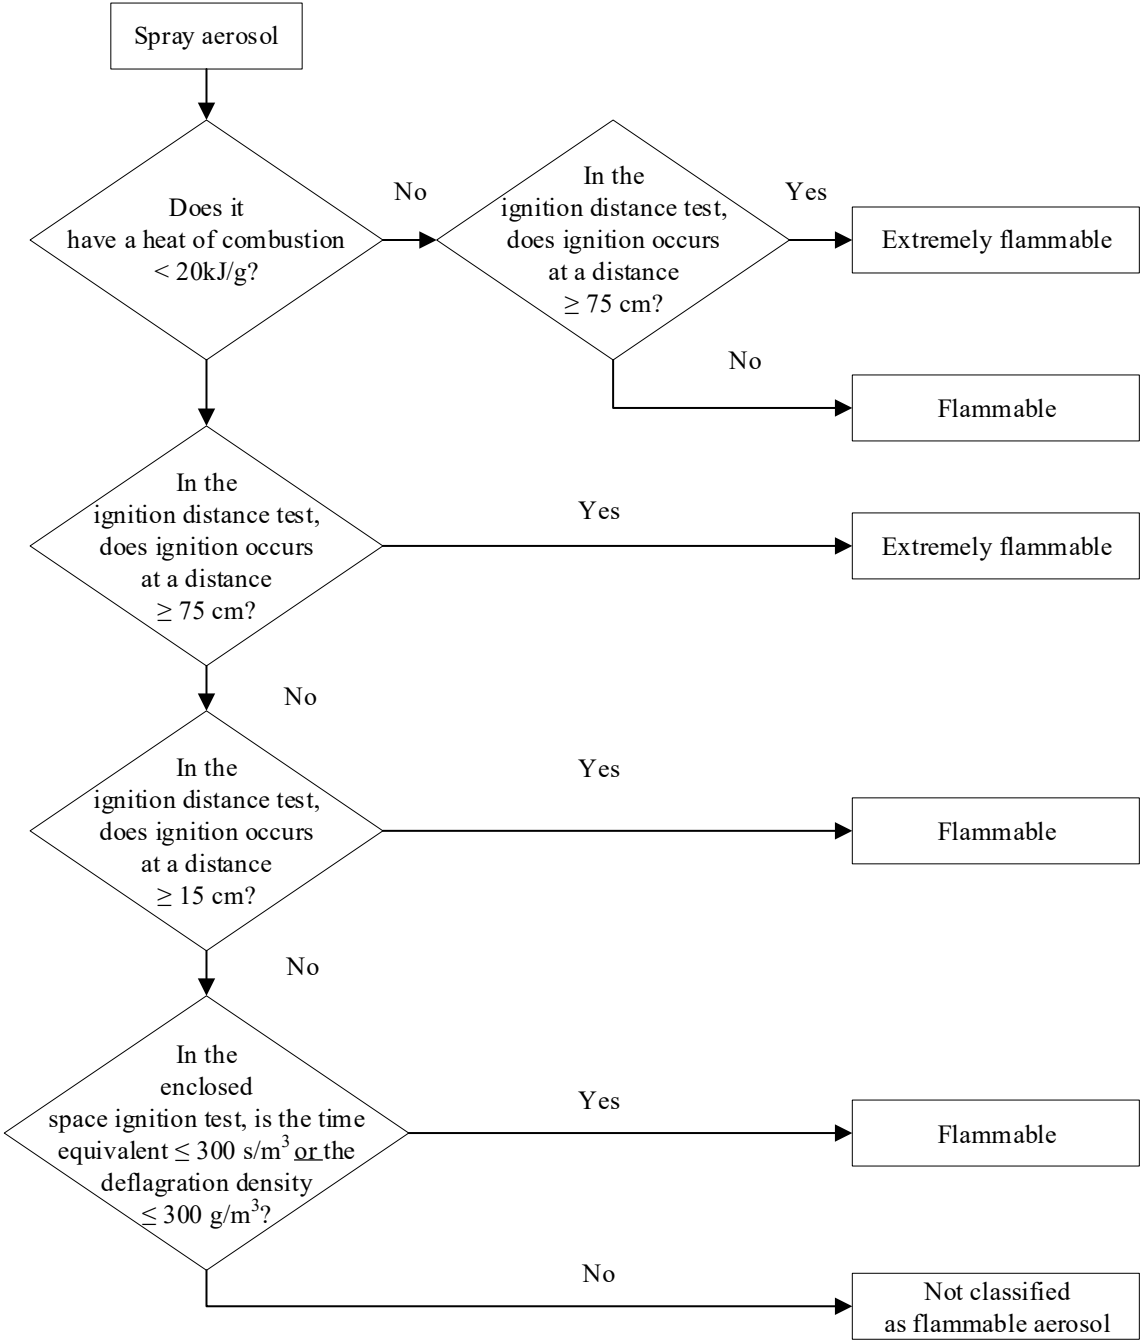 Spray aerosol
Does it
have a heat of combustion
< 20kJ/g?
No
In the
ignition distance test,
does ignition occurs
at a distance
≥ 75 cm?
Yes
Extremely flammable
No
Flammable
In the
ignition distance test,
does ignition occurs
at a distance
≥ 75 cm?
Yes
Extremely flammable
No
In the
ignition distance test,
does ignition occurs
at a distance
≥ 15 cm?
Yes
Flammable
No
In the
enclosed
space ignition test, is the time
equivalent ≤ 300 s/m³ or the
deflagration density
≤ 300 g/m³?
Yes
Flammable
No
Not classified
as flammable aerosol